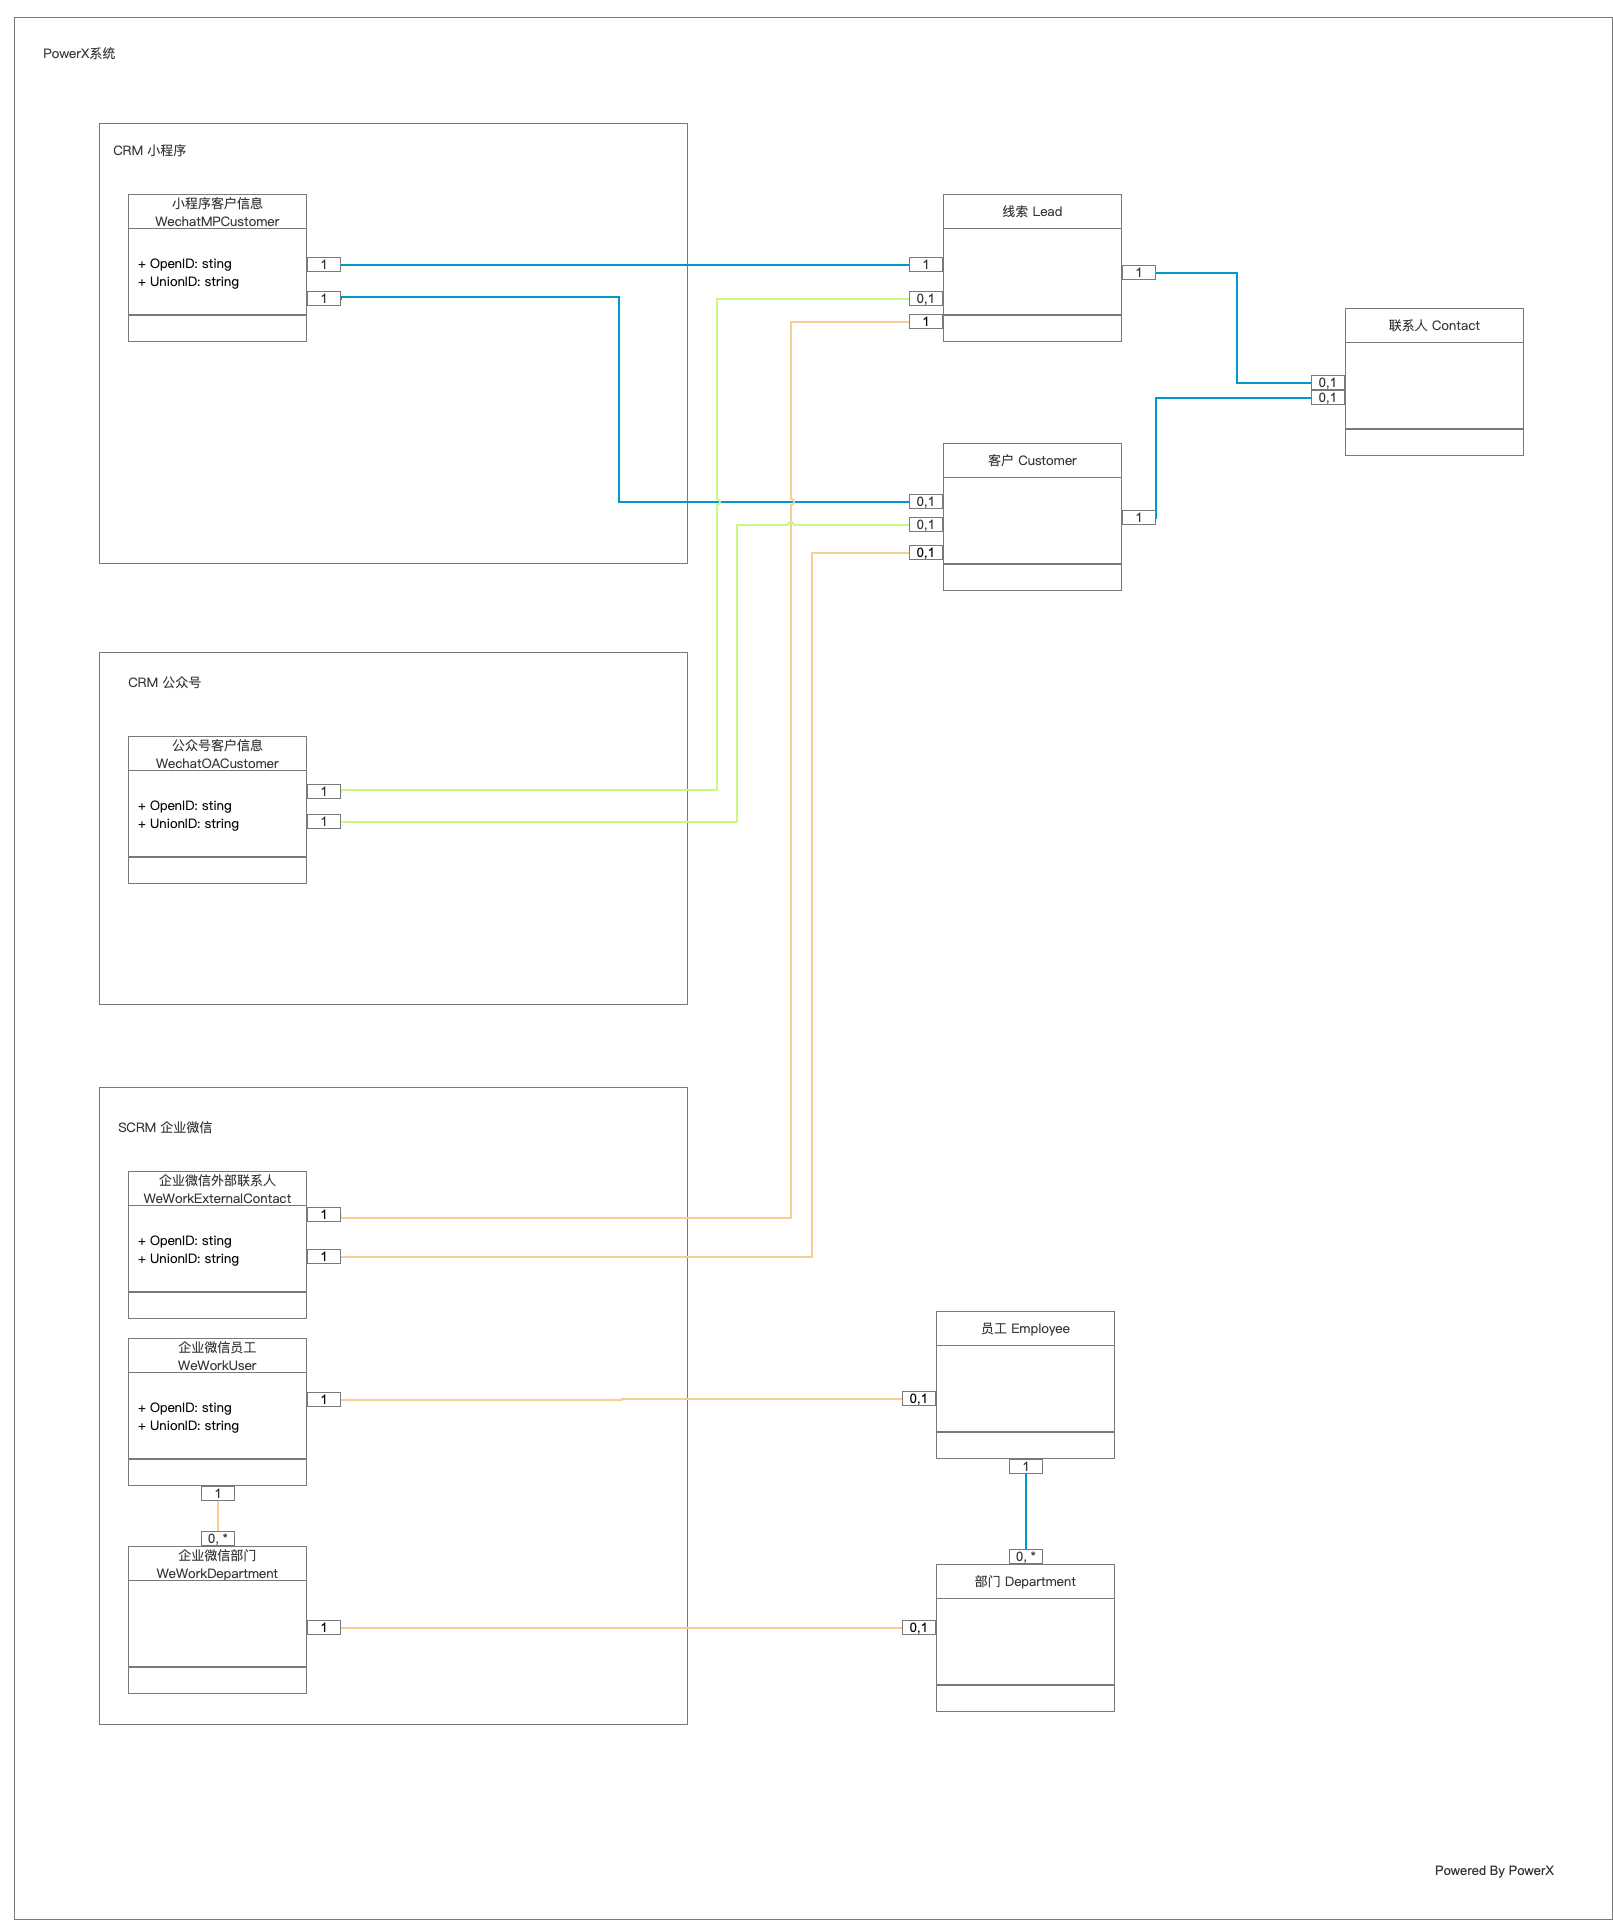 PowerX系统
CRM 小程序
小程序客户信息
WechatMPCustomer
+ OpenID: sting
+ UnionID: string
1
1
线索 Lead
1
0,1
1
1
联系人 Contact
0,1
0,1
客户 Customer
0,1
0,1
0,1
1
CRM 公众号
公众号客户信息
WechatOACustomer
+ OpenID: sting
+ UnionID: string
1
1
SCRM 企业微信
企业微信外部联系人
WeWorkExternalContact
+ OpenID: sting
+ UnionID: string
1
1
企业微信员工
WeWorkUser
+ OpenID: sting
+ UnionID: string
1
1
0, *
企业微信部门
WeWorkDepartment
1
员工 Employee
0,1
1
0, *
部门 Department
0,1
Powered By PowerX